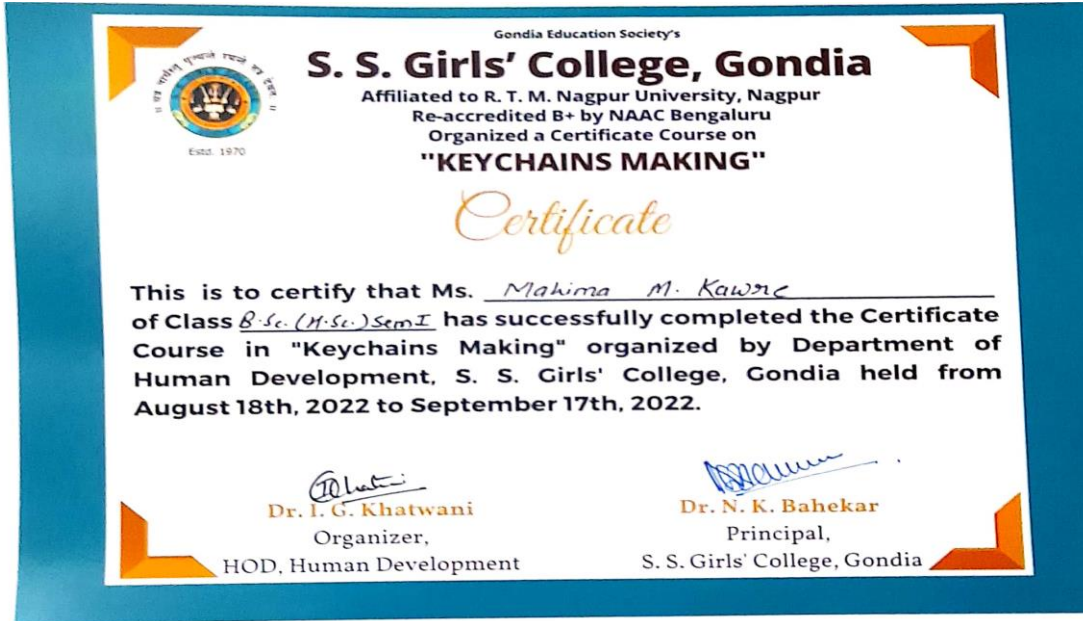 Gondia Education Society's
S. S. Girls' College, Gondia
Affiliated to R. T. M. Nagpur University, Nagpur
Re-accredited B+ by NAAC Bengaluru
Organized a Certificate Course on
"KEYCHAINS MAKING"
Estd. 1970
Certificate
This is to certify that Ms. Mahima M. Kawre
of Class B.Sc. (H.Sc.) Sem I has successfully completed the Certificate
Course in "Keychains Making" organized by Department of
Human Development, S. S. Girls' College, Gondia held from
August 18th, 2022 to September 17th, 2022.
Dr. I. G. Khatwani
Organizer,
HOD, Human Development
Dr. N. K. Bahekar
Principal,
S. S. Girls' College, Gondia